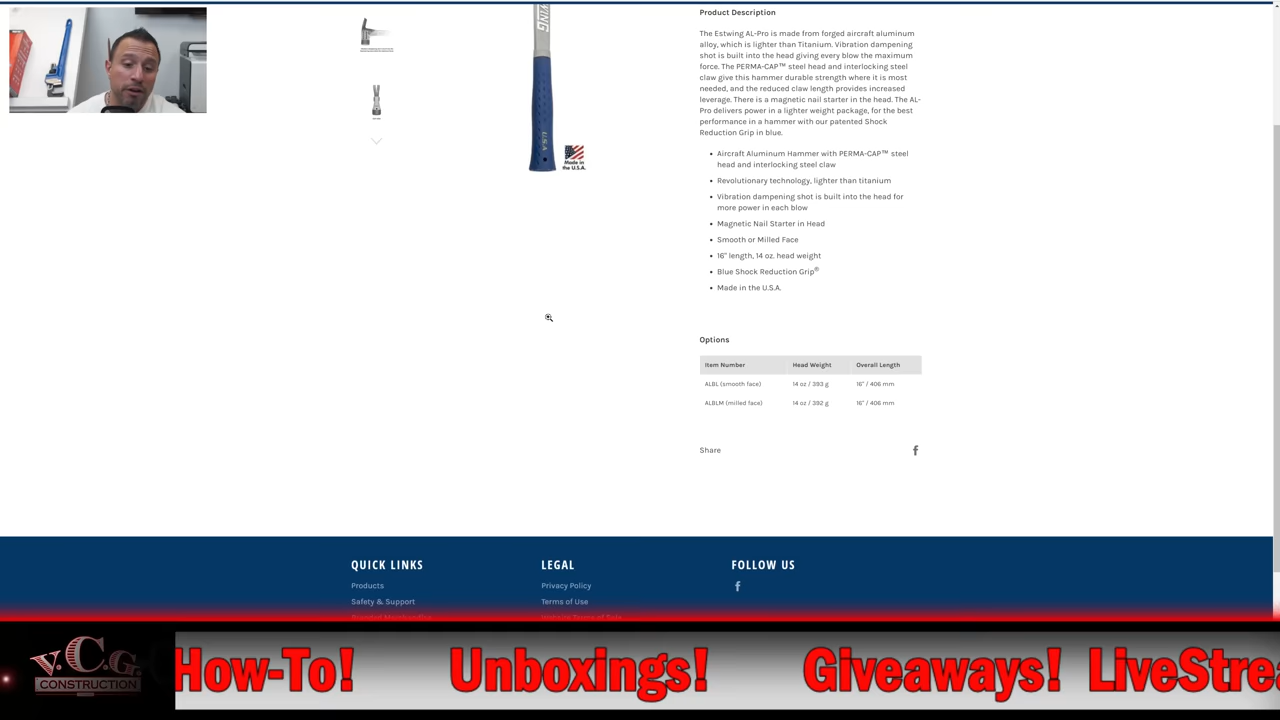 Product Description
The Estwing AL-Pro is made from forged aircraft aluminum
alloy, which is lighter than Titanium. Vibration dampening
shot is built into the head giving every blow the maximum
force. The PERMA-CAP™ steel head and interlocking steel
claw give this hammer durable strength where it is most
needed, and the reduced claw length provides increased
leverage. There is a magnetic nail starter in the head. The AL-
Pro delivers power in a lighter weight package, for the best
performance in a hammer with our patented Shock
Reduction Grip in blue.
Aircraft Aluminum Hammer with PERMA-CAP™ steel
head and interlocking steel claw
Revolutionary technology, lighter than titanium
Vibration dampening shot is built into the head for
more power in each blow
Magnetic Nail Starter in Head
Smooth or Milled Face
16" length, 14 oz. head weight
Blue Shock Reduction Grip®
Made in the U.S.A.
USA
Made in
the U.S.A.
Options
Item Number Head Weight Overall Length
ALBL (smooth face) 14 oz / 393 g 16" / 406 mm
ALBLM (milled face) 14 oz / 392 g 16" / 406 mm
Share
QUICK LINKS
Products
Safety & Support
LEGAL
Privacy Policy
Terms of Use
FOLLOW US
V.C.G.
CONSTRUCTION
How-To! Unboxings! Giveaways! LiveStrea